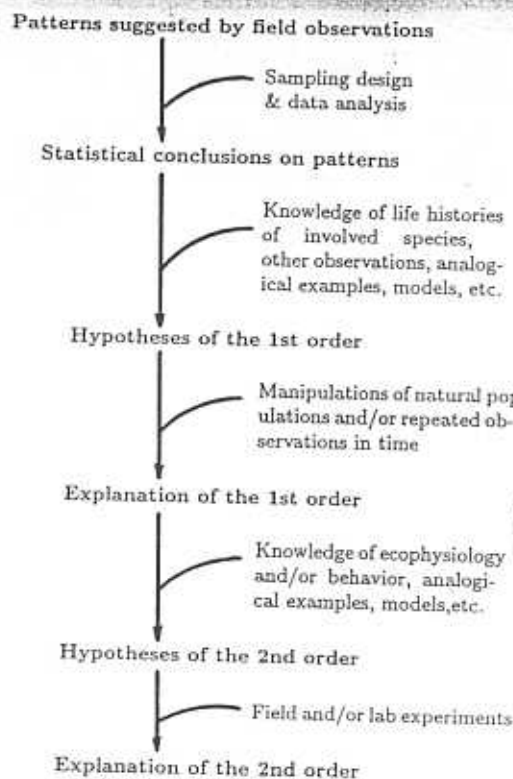 Patterns suggested by field observations
Sampling design
& data analysis
Statistical conclusions on patterns
Knowledge of life histories
of involved species,
other observations, analog-
ical examples, models, etc.
Hypotheses of the 1st order
Manipulations of natural pop
ulations and/or repeated ob-
servations in time
Explanation of the 1st order
Knowledge of ecophysiology
and/or behavior, analogi-
cal examples, models,etc.
Hypotheses of the 2nd order
Field and/or lab experiments
Explanation of the 2nd order